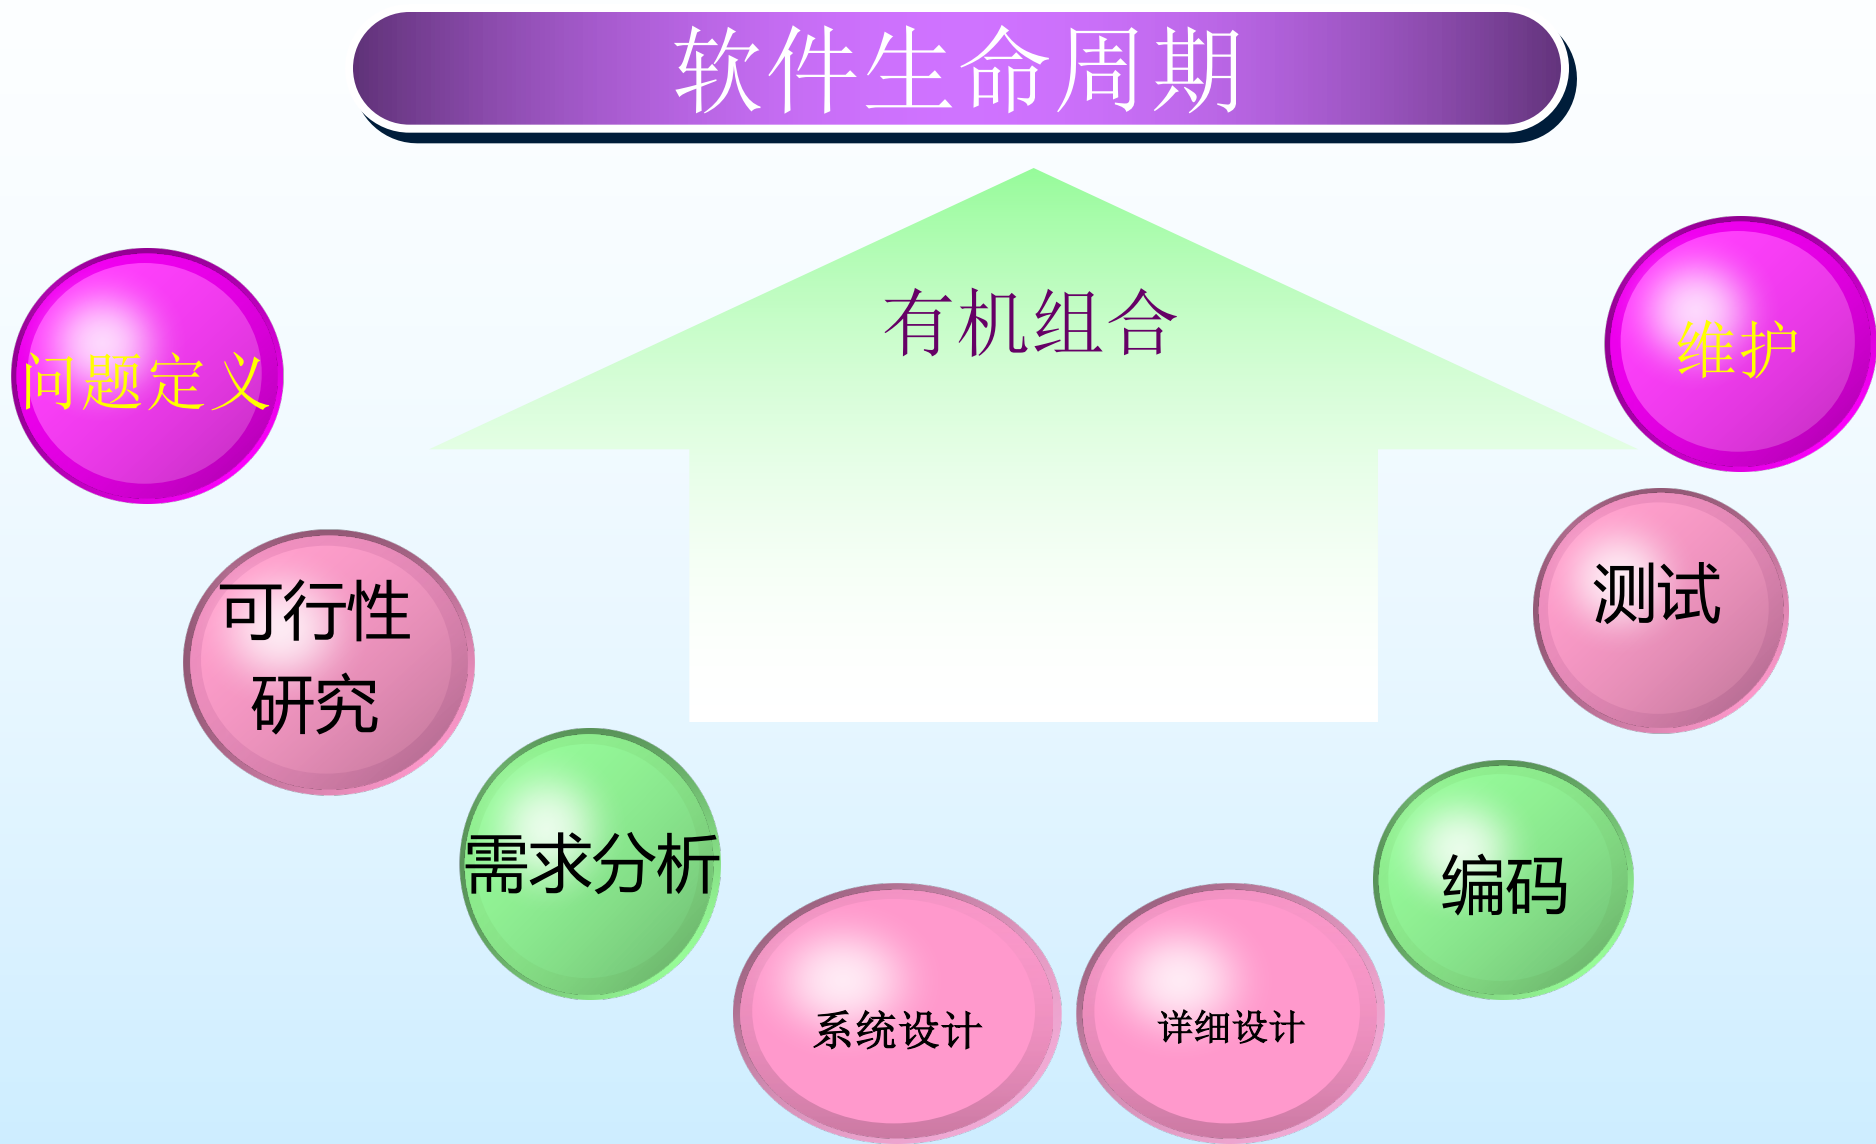 软件生命周期
有机组合
问题定义
可行性
研究
需求分析
系统设计
详细设计
编码
测试
维护